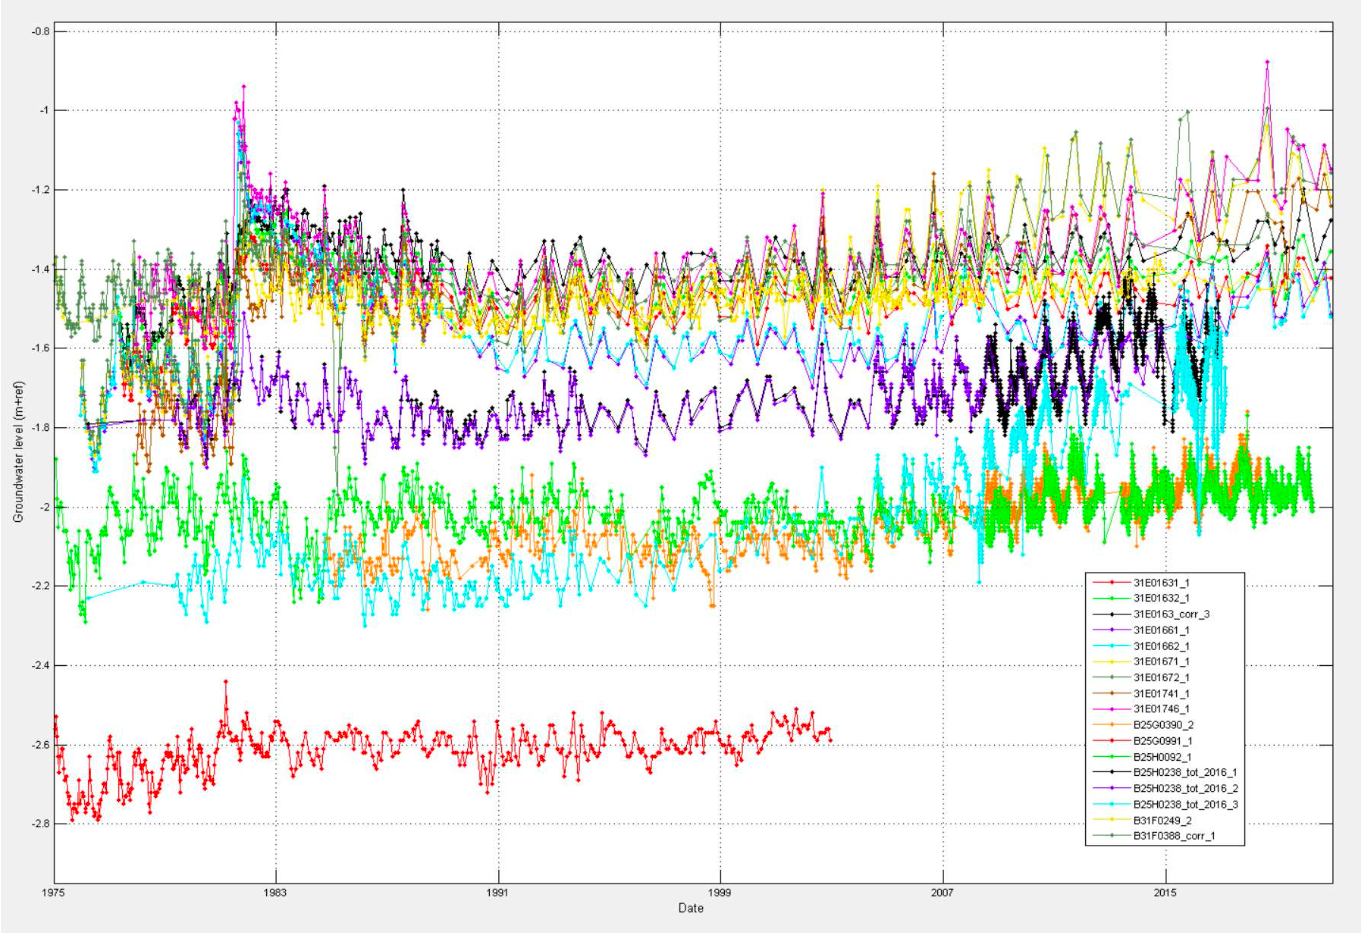 -0.8
-1
-1.2
-1.4
-1.6
-1.8
-2
-2.2
-2.4
-2.6
-2.8
Groundwater level (m+ref)
1975
1983
1991
1999
2007
2015
Date
31E01631_1
31E01632_1
31E0163_corr_3
31E01661_1
31E01662_1
31E01671_1
31E01672_1
31E01741_1
31E01746_1
B25G0390_2
B25G0991_1
B25H0092_1
B25H0238_tot_2016_1
B25H0238_tot_2016_2
B25H0238_tot_2016_3
B31F0249_2
B31F0388_corr_1